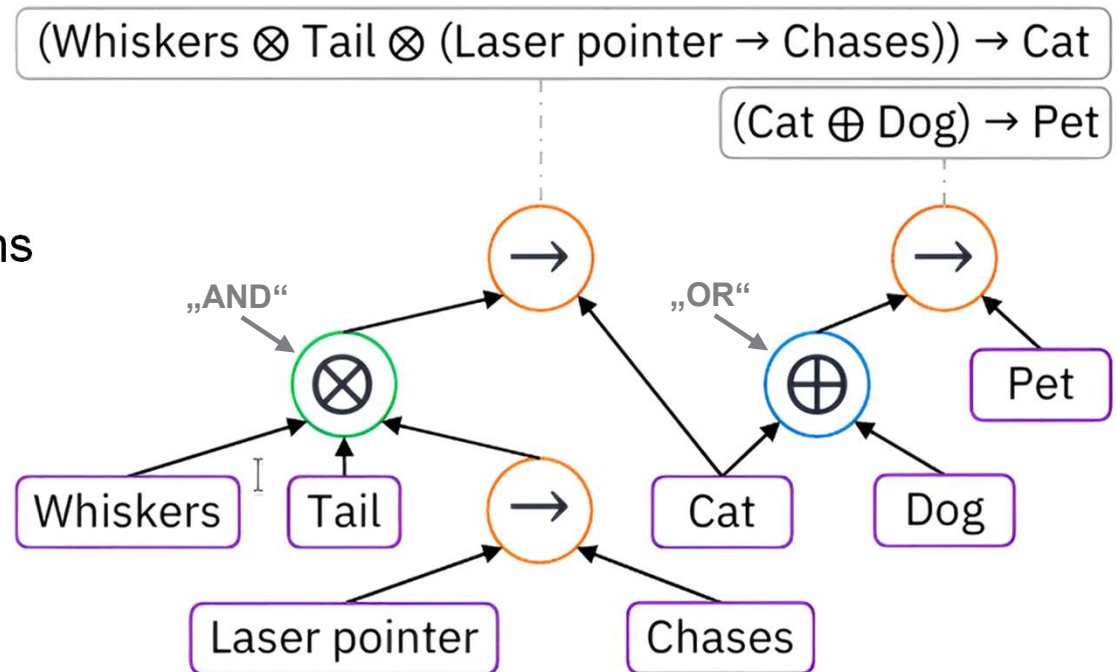 (Whiskers ⊗ Tail ⊗ (Laser pointer → Chases)) → Cat
(Cat ⊕ Dog) → Pet
ns
→
→
„AND“
„OR“
⊗
⊕
Pet
Whiskers
Tail
→
Cat
Dog
Laser pointer
Chases